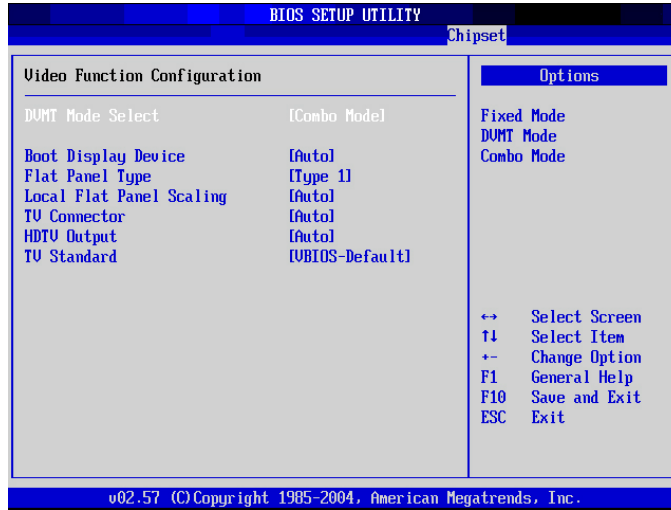 BIOS SETUP UTILITY
Chipset
Video Function Configuration
DVMT Mode Select [Combo Mode]
Boot Display Device [Auto]
Flat Panel Type [Type 1]
Local Flat Panel Scaling [Auto]
TV Connector [Auto]
HDTV Output [Auto]
TV Standard [VBIOS-Default]
Options
Fixed Mode
DVMT Mode
Combo Mode
↔ Select Screen
↑↓ Select Item
+- Change Option
F1 General Help
F10 Save and Exit
ESC Exit
v02.57 (C)Copyright 1985-2004, American Megatrends, Inc.